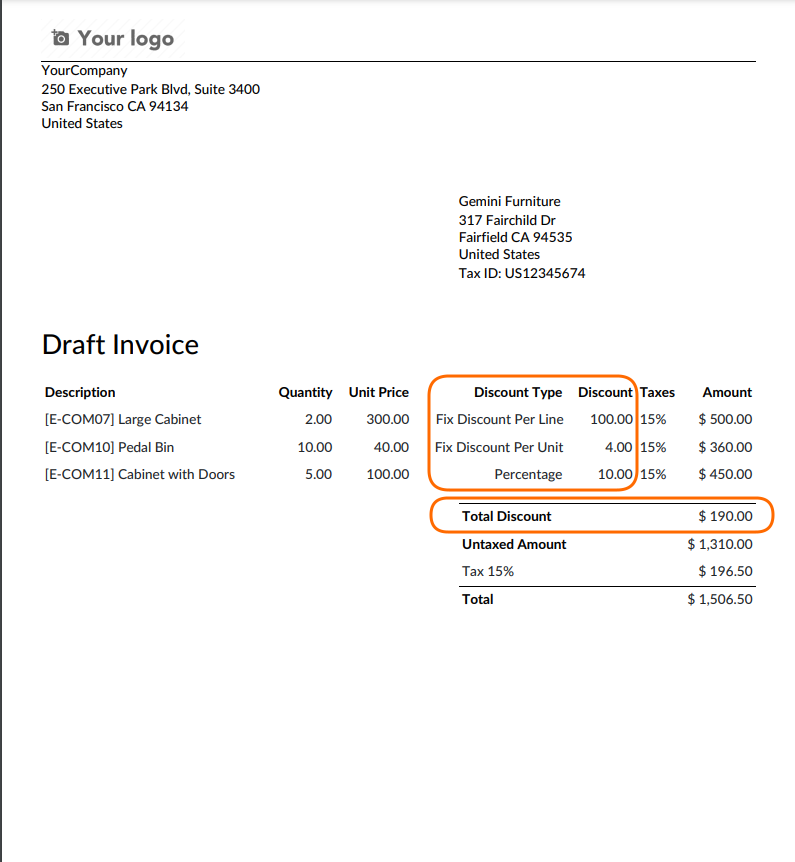 Your logo
YourCompany
250 Executive Park Blvd, Suite 3400
San Francisco CA 94134
United States
Gemini Furniture
317 Fairchild Dr
Fairfield CA 94535
United States
Tax ID: US12345674
Draft Invoice
Description Quantity Unit Price Discount Type Discount Taxes Amount
[E-COM07] Large Cabinet 2.00 300.00 Fix Discount Per Line 100.00 15% $ 500.00
[E-COM10] Pedal Bin 10.00 40.00 Fix Discount Per Unit 4.00 15% $ 360.00
[E-COM11] Cabinet with Doors 5.00 100.00 Percentage 10.00 15% $ 450.00
Total Discount $ 190.00
Untaxed Amount $ 1,310.00
Tax 15% $ 196.50
Total $ 1,506.50